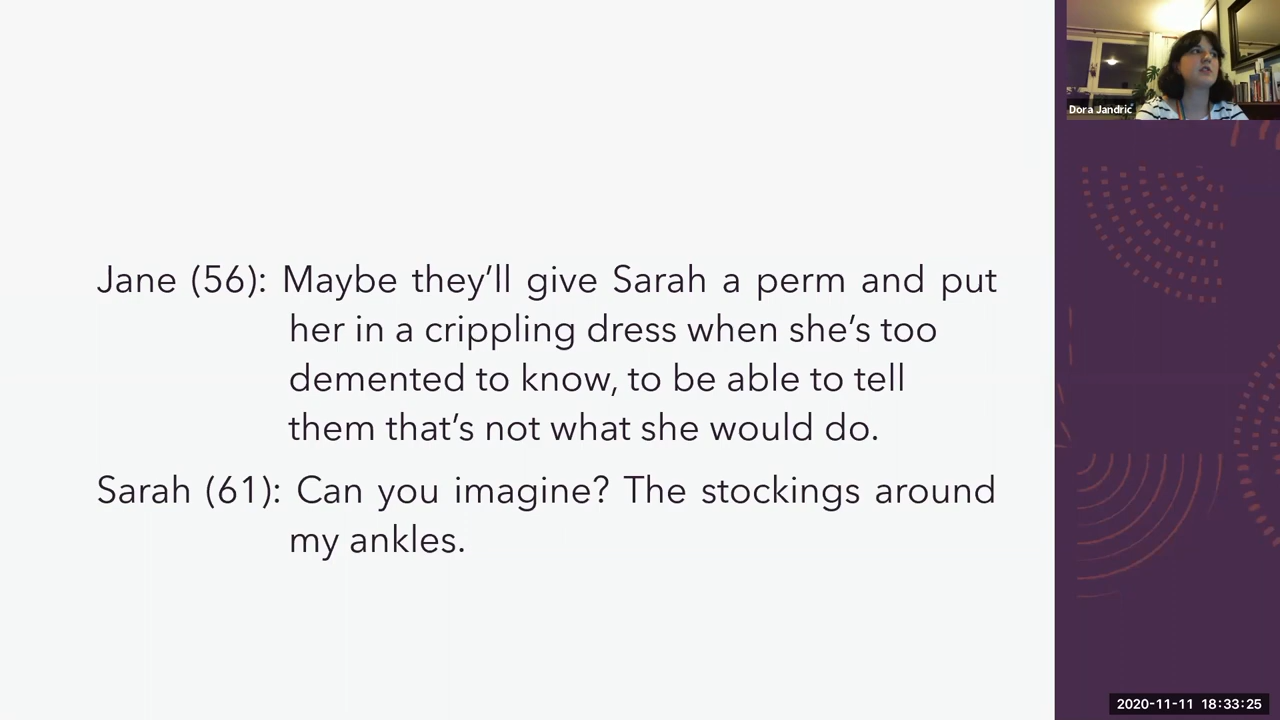 Jane (56): Maybe they’ll give Sarah a perm and put
her in a crippling dress when she’s too
demented to know, to be able to tell
them that’s not what she would do.
Sarah (61): Can you imagine? The stockings around
my ankles.
Dora Jandric
2020-11-11 18:33:25